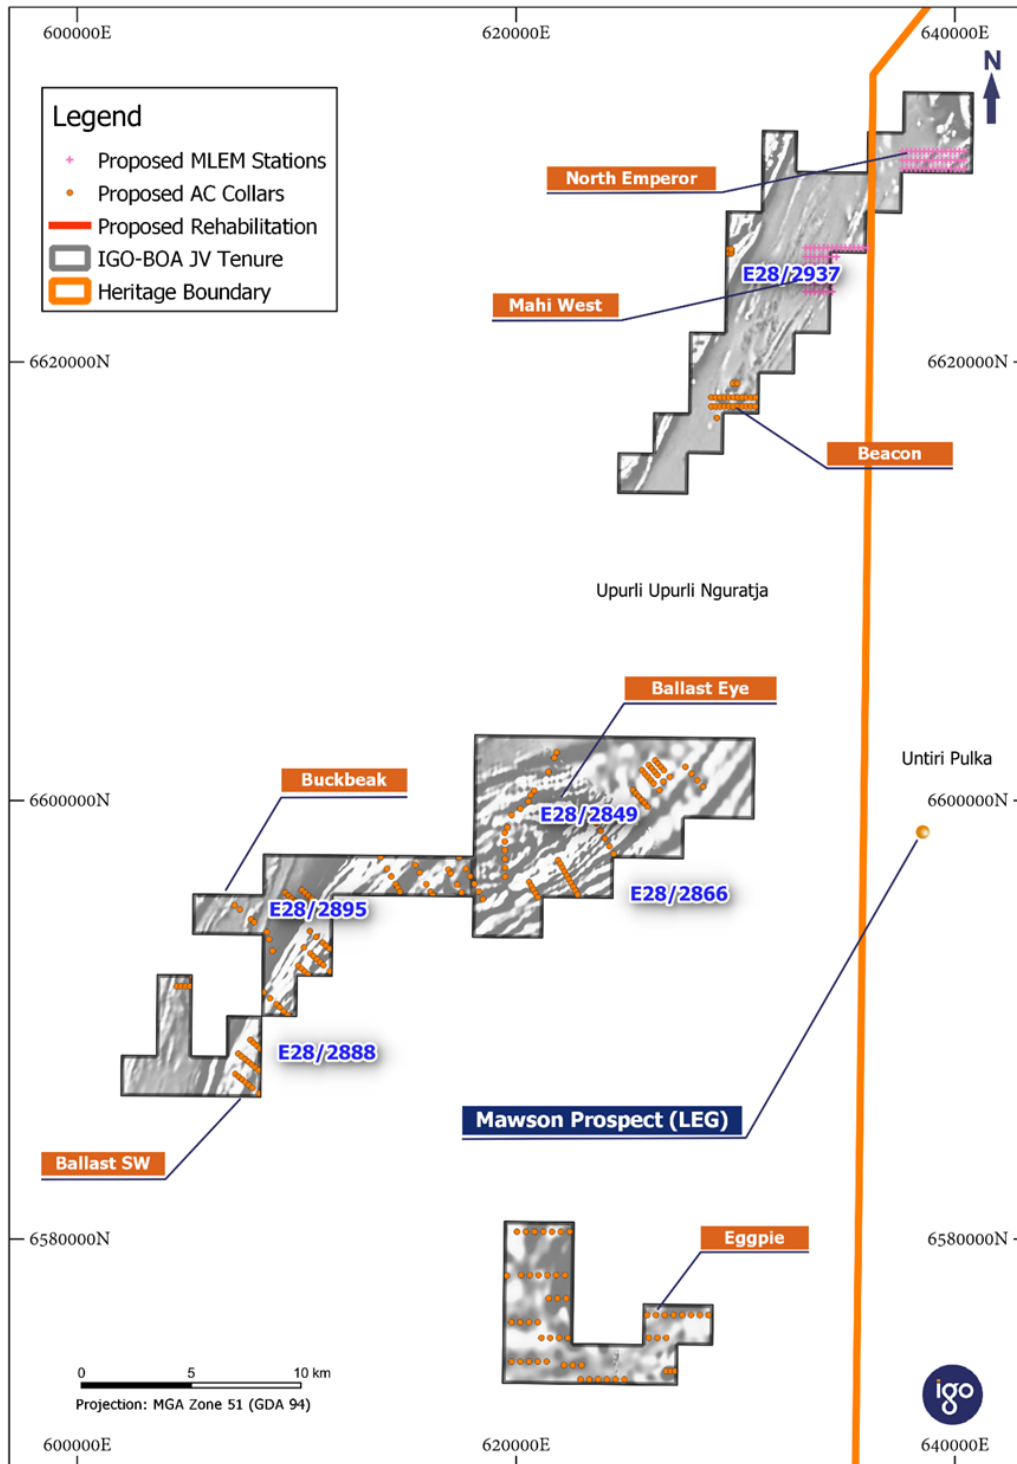 600000E
620000E
640000E
N
Legend
Proposed MLEM Stations
Proposed AC Collars
Proposed Rehabilitation
IGO-BOA JV Tenure
Heritage Boundary
North Emperor
E28/2937
Mahi West
6620000N
6620000N
Beacon
Upurli Upurli Nguratja
Ballast Eye
Untiri Pulka
Buckbeak
6600000N
6600000N
E28/2849
E28/2866
E28/2895
E28/2888
Mawson Prospect (LEG)
Ballast SW
6580000N
6580000N
Eggpie
0 5 10 km
Projection: MGA Zone 51 (GDA 94)
igo
600000E
620000E
640000E